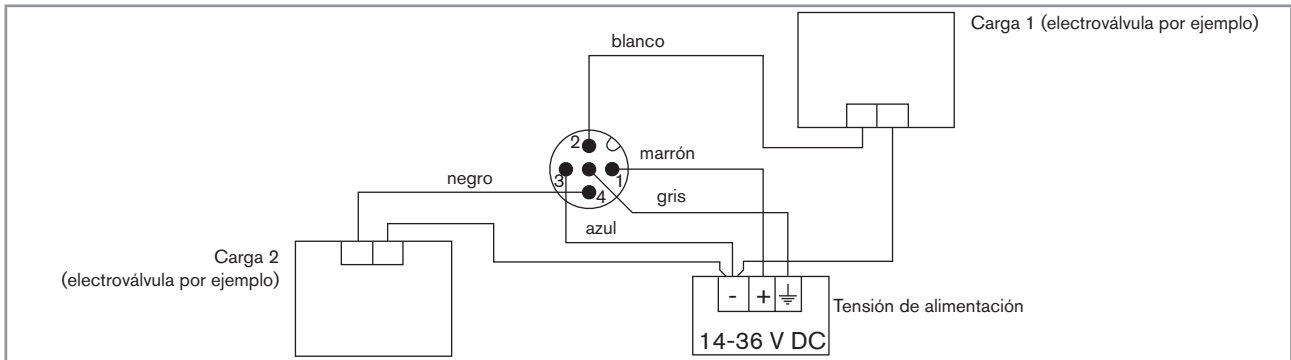 Carga 1 (electroválvula por ejemplo)
blanco
2
marrón
3
1
negro
4
gris
azul
Carga 2
(electroválvula por ejemplo)
- +
Tensión de alimentación
14-36 V DC